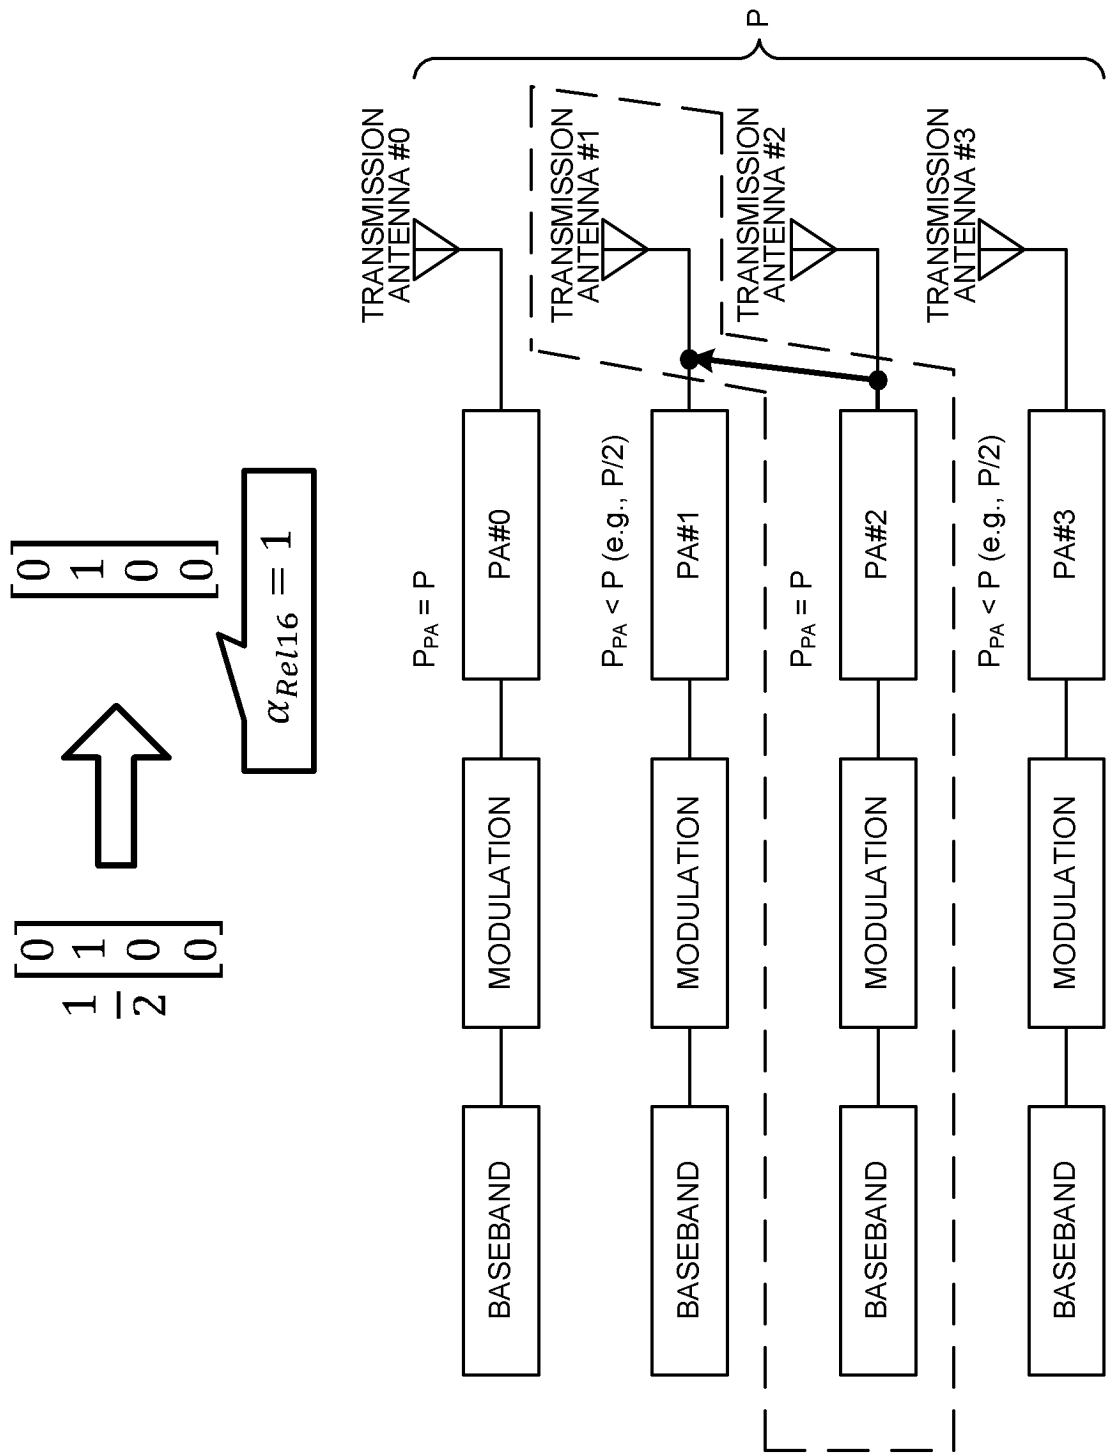 1/2 [0 1 0 0]
[0 1 0 0]
α_Rel16 = 1
P_PA = P
BASEBAND
MODULATION
PA#0
TRANSMISSION
ANTENNA #0
P_PA < P (e.g., P/2)
BASEBAND
MODULATION
PA#1
TRANSMISSION
ANTENNA #1
P_PA = P
BASEBAND
MODULATION
PA#2
TRANSMISSION
ANTENNA #2
P_PA < P (e.g., P/2)
BASEBAND
MODULATION
PA#3
TRANSMISSION
ANTENNA #3
P